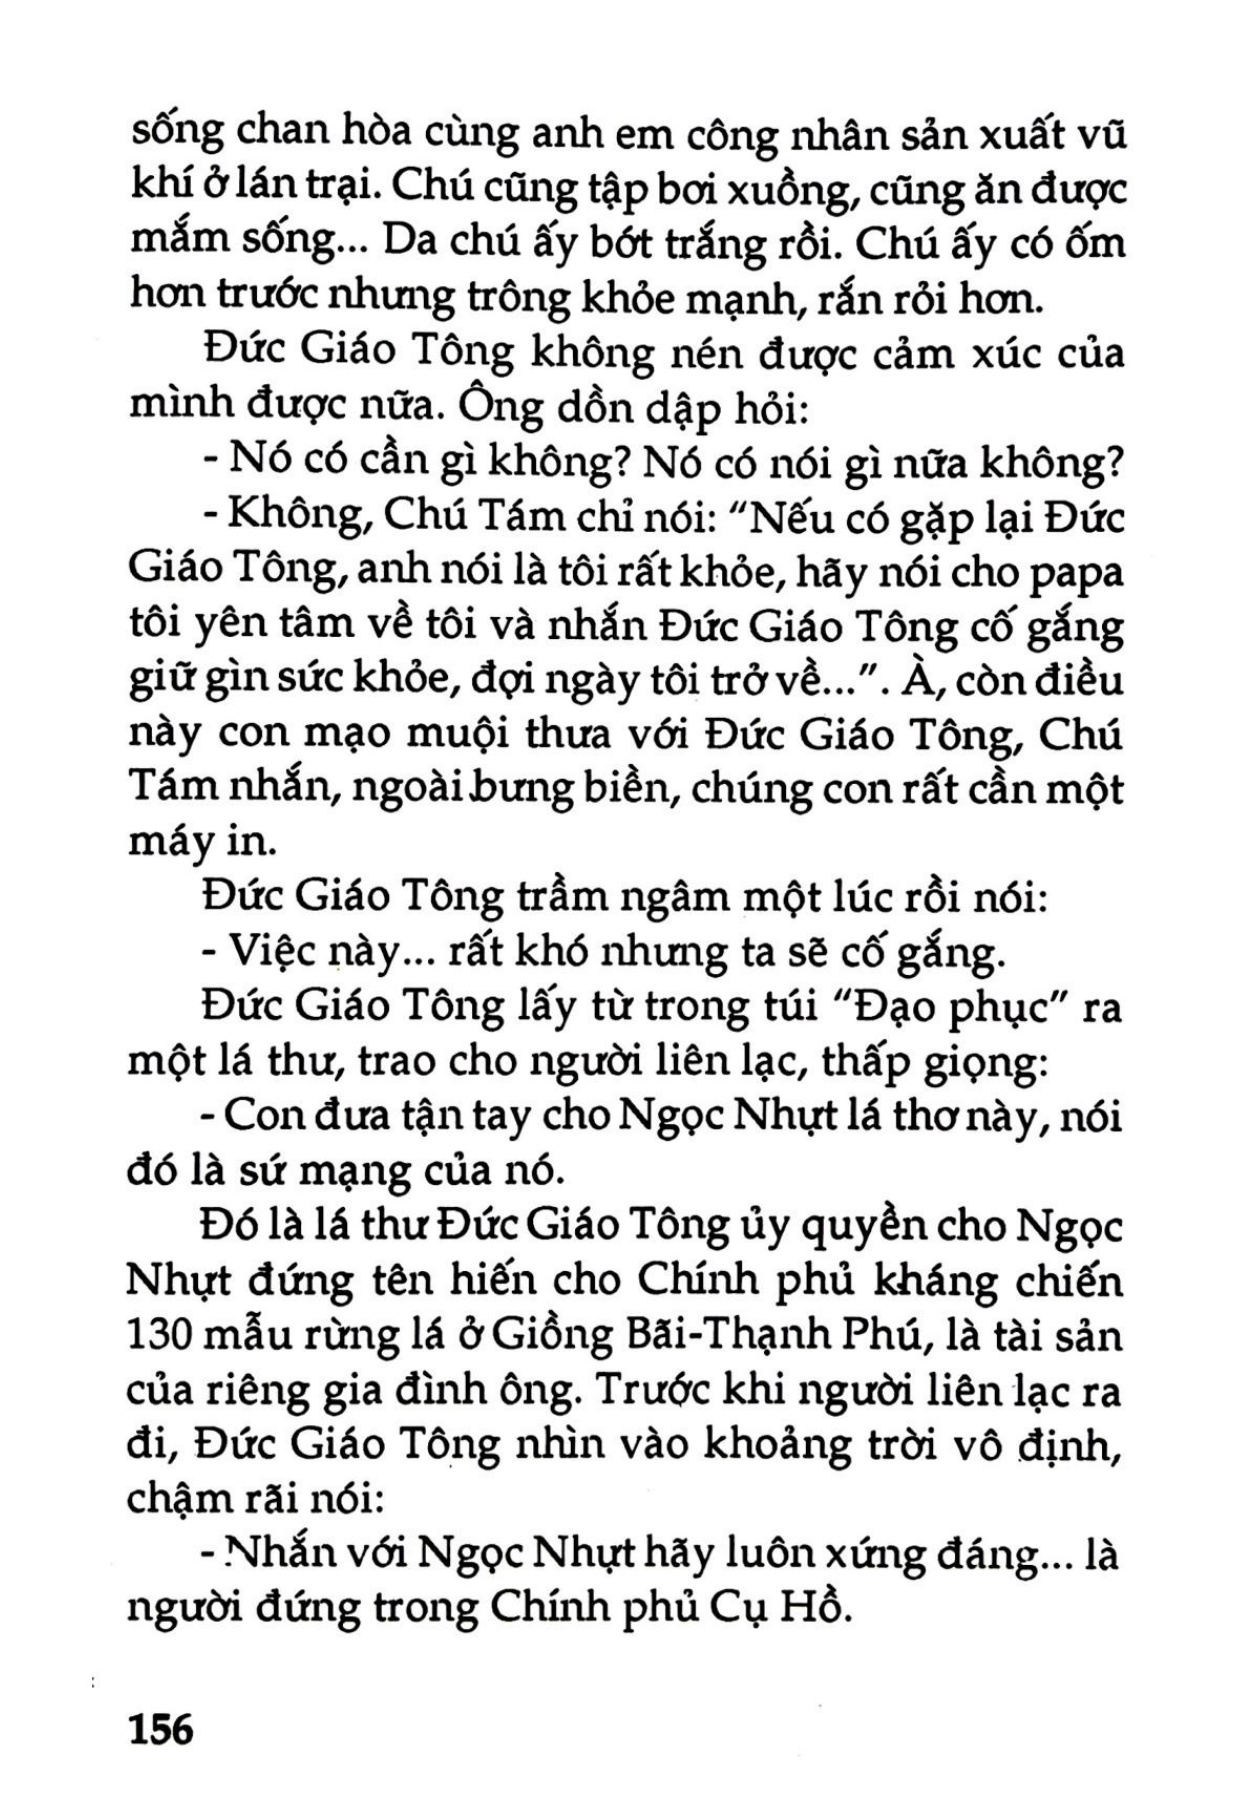 sống chan hòa cùng anh em công nhân sản xuất vũ
khí ở lán trại. Chú cũng tập bơi xuồng, cũng ăn được
mắm sống... Da chú ấy bớt trắng rồi. Chú ấy có ốm
hơn trước nhưng trông khỏe mạnh, rắn rỏi hơn.
Đức Giáo Tông không nén được cảm xúc của
mình được nữa. Ông dồn dập hỏi:
- Nó có cần gì không? Nó có nói gì nữa không?
- Không, Chú Tám chỉ nói: "Nếu có gặp lại Đức
Giáo Tông, anh nói là tôi rất khỏe, hãy nói cho papa
tôi yên tâm về tôi và nhắn Đức Giáo Tông cố gắng
giữ gìn sức khỏe, đợi ngày tôi trở về...". À, còn điều
này con mạo muội thưa với Đức Giáo Tông, Chú
Tám nhắn, ngoài bưng biền, chúng con rất cần một
máy in.
Đức Giáo Tông trầm ngâm một lúc rồi nói:
- Việc này... rất khó nhưng ta sẽ cố gắng.
Đức Giáo Tông lấy từ trong túi "Đạo phục" ra
một lá thư, trao cho người liên lạc, thấp giọng:
- Con đưa tận tay cho Ngọc Nhựt lá thơ này, nói
đó là sứ mạng của nó.
Đó là lá thư Đức Giáo Tông ủy quyền cho Ngọc
Nhựt đứng tên hiến cho Chính phủ kháng chiến
130 mẫu rừng lá ở Giồng Bãi-Thạnh Phú, là tài sản
của riêng gia đình ông. Trước khi người liên lạc ra
đi, Đức Giáo Tông nhìn vào khoảng trời vô định,
chậm rãi nói:
- Nhắn với Ngọc Nhựt hãy luôn xứng đáng... là
người đứng trong Chính phủ Cụ Hồ.
156